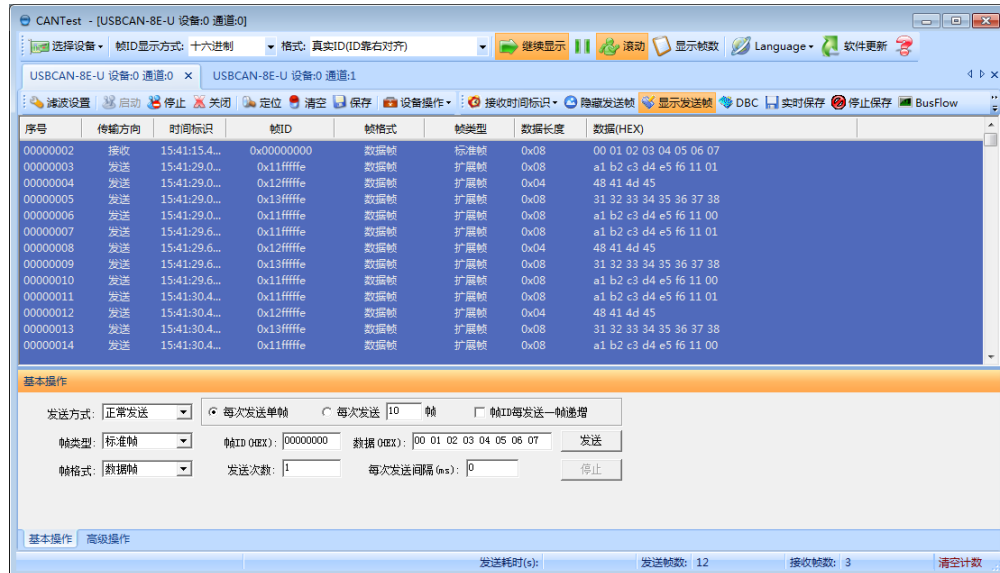 CANTest - [USBCAN-8E-U 设备:0 通道:0]
选择设备 帧ID显示方式: 十六进制 格式: 真实ID(ID靠右对齐) 继续显示 滚动 显示帧数 Language 软件更新
USBCAN-8E-U 设备:0 通道:0 × USBCAN-8E-U 设备:0 通道:1
滤波设置 启动 停止 关闭 定位 清空 保存 设备操作 接收时间标识 隐藏发送帧 显示发送帧 DBC 实时保存 停止保存 BusFlow
序号 传输方向 时间标识 帧ID 帧格式 帧类型 数据长度 数据(HEX)
00000002 接收 15:41:15.4... 0x00000000 数据帧 标准帧 0x08 00 01 02 03 04 05 06 07
00000003 发送 15:41:29.0... 0x11fffffe 数据帧 扩展帧 0x08 a1 b2 c3 d4 e5 f6 11 01
00000004 发送 15:41:29.0... 0x12fffffe 数据帧 扩展帧 0x04 48 41 4d 45
00000005 发送 15:41:29.0... 0x13fffffe 数据帧 扩展帧 0x08 31 32 33 34 35 36 37 38
00000006 发送 15:41:29.0... 0x11fffffe 数据帧 扩展帧 0x08 a1 b2 c3 d4 e5 f6 11 00
00000007 发送 15:41:29.6... 0x11fffffe 数据帧 扩展帧 0x08 a1 b2 c3 d4 e5 f6 11 01
00000008 发送 15:41:29.6... 0x12fffffe 数据帧 扩展帧 0x04 48 41 4d 45
00000009 发送 15:41:29.6... 0x13fffffe 数据帧 扩展帧 0x08 31 32 33 34 35 36 37 38
00000010 发送 15:41:29.6... 0x11fffffe 数据帧 扩展帧 0x08 a1 b2 c3 d4 e5 f6 11 00
00000011 发送 15:41:30.4... 0x11fffffe 数据帧 扩展帧 0x08 a1 b2 c3 d4 e5 f6 11 01
00000012 发送 15:41:30.4... 0x12fffffe 数据帧 扩展帧 0x04 48 41 4d 45
00000013 发送 15:41:30.4... 0x13fffffe 数据帧 扩展帧 0x08 31 32 33 34 35 36 37 38
00000014 发送 15:41:30.4... 0x11fffffe 数据帧 扩展帧 0x08 a1 b2 c3 d4 e5 f6 11 00
基本操作
发送方式: 正常发送 每次发送单帧 每次发送 10 帧 帧ID每发送一帧递增
帧类型: 标准帧 帧ID(HEX): 00000000 数据(HEX): 00 01 02 03 04 05 06 07 发送
帧格式: 数据帧 发送次数: 1 每次发送间隔(ms): 0 停止
基本操作 高级操作
发送耗时(s): 发送帧数: 12 接收帧数: 3 清空计数